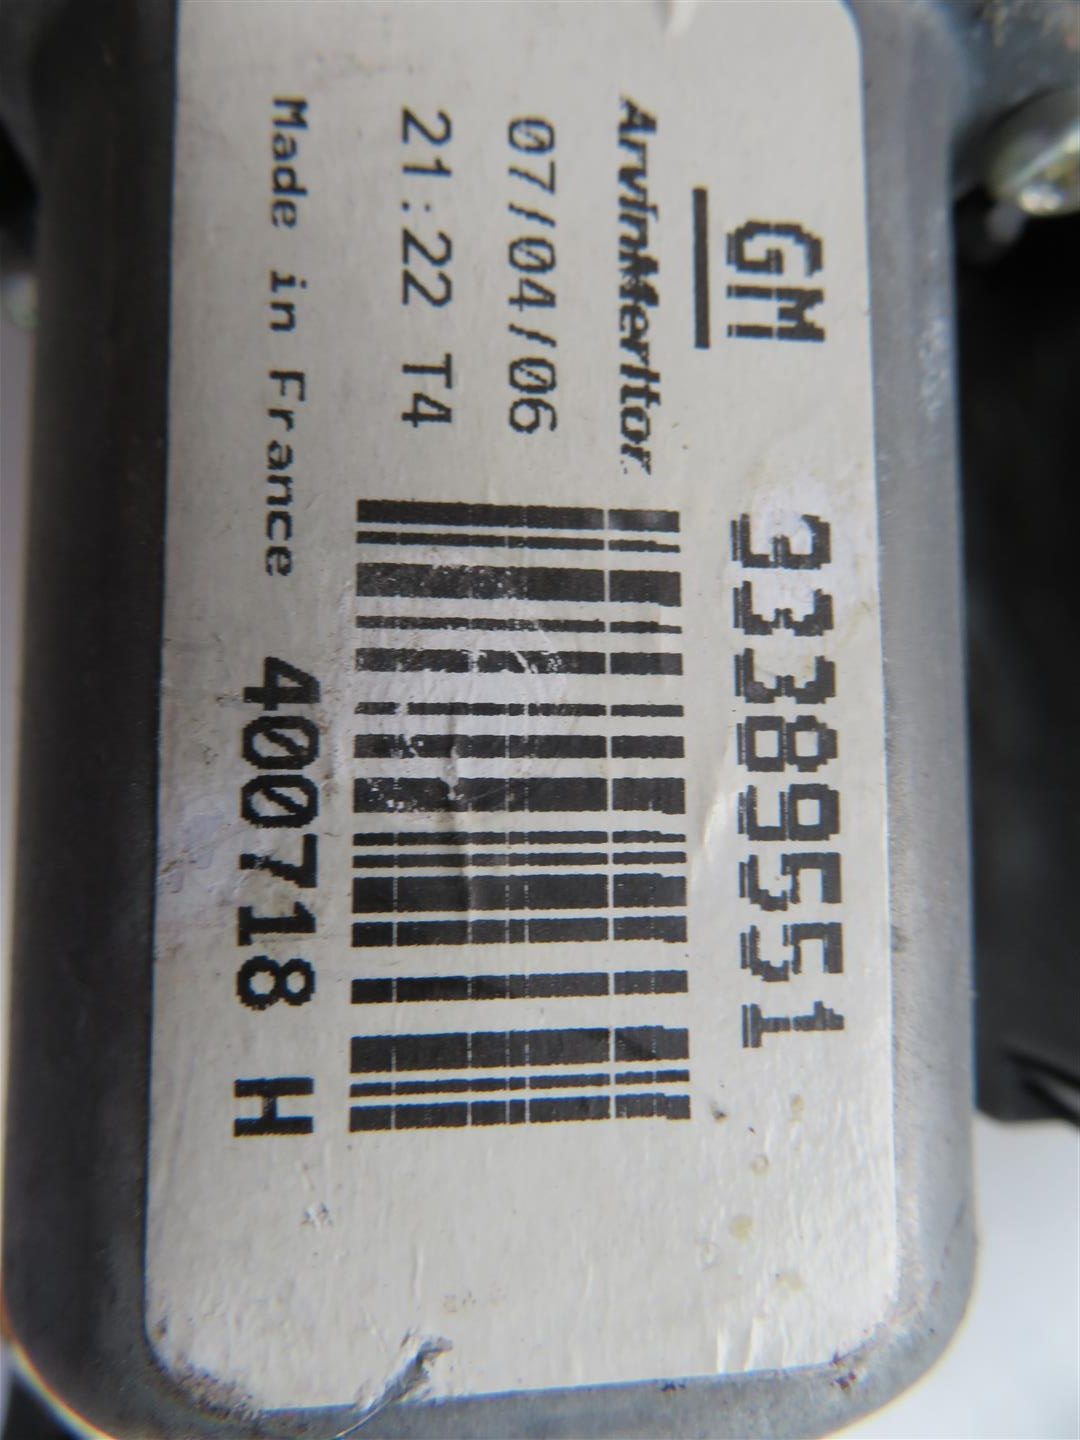 GM 33389551
ArvinMeritor
07/04/06
21:22 T4
Made in France 400718 H